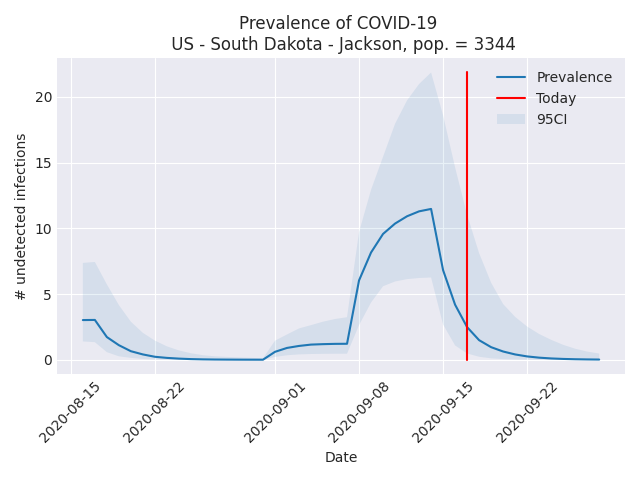 Prevalence of COVID-19
US - South Dakota - Jackson, pop. = 3344
Prevalence
Today
95CI
# undetected infections
20
15
10
5
0
2020-08-15
2020-08-22
2020-09-01
2020-09-08
2020-09-15
2020-09-22
Date